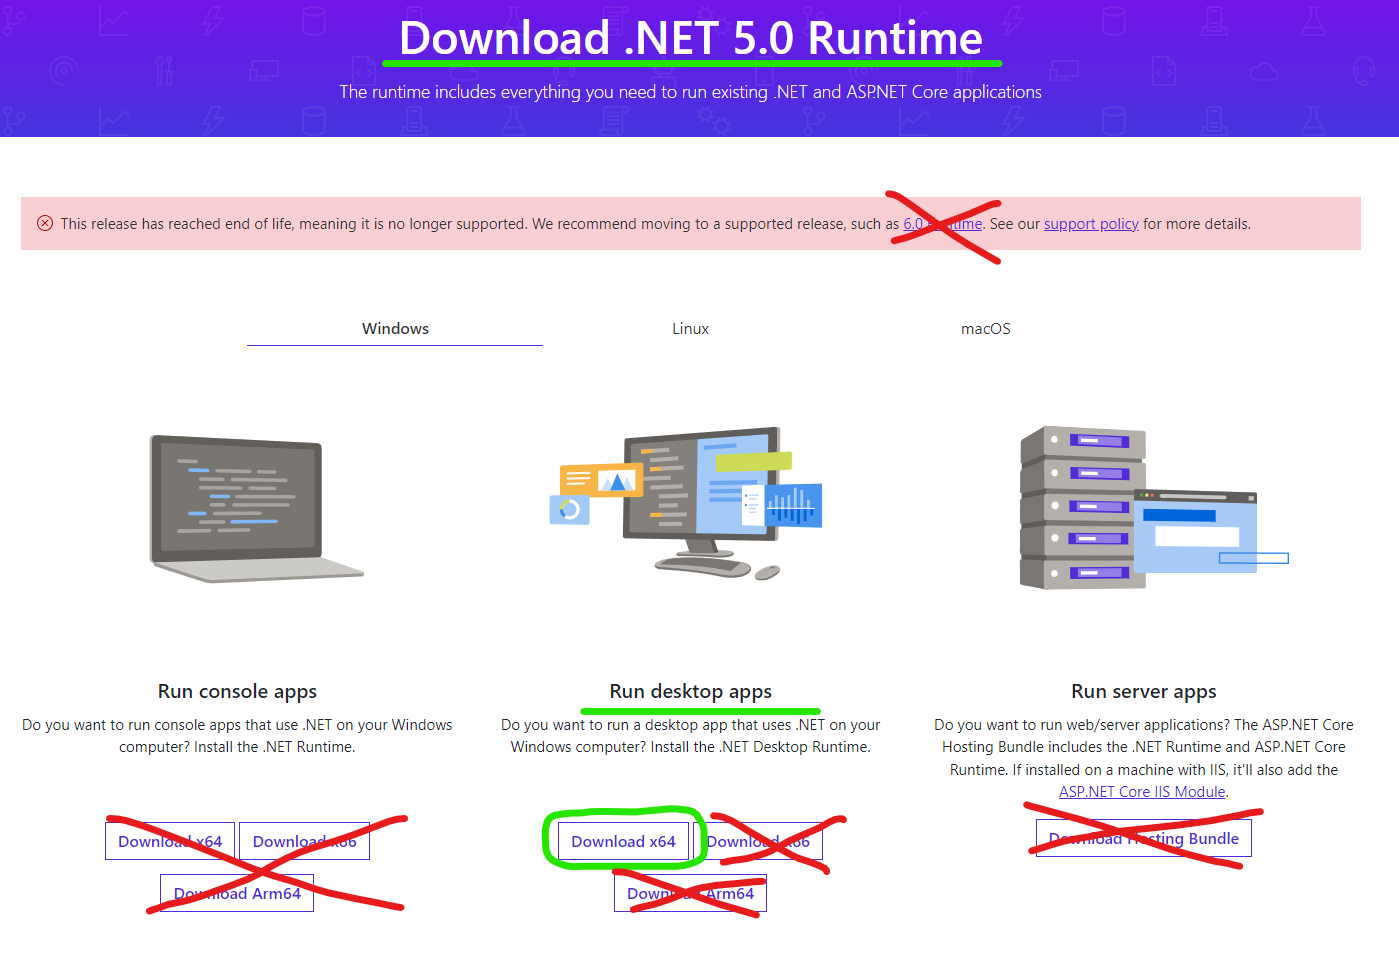 Download .NET 5.0 Runtime
The runtime includes everything you need to run existing .NET and ASP.NET Core applications
This release has reached end of life, meaning it is no longer supported. We recommend moving to a supported release, such as 6.0 Runtime. See our support policy for more details.
Windows
Linux
macOS
Run console apps
Do you want to run console apps that use .NET on your Windows
computer? Install the .NET Runtime.
Download x64
Download x86
Download Arm64
Run desktop apps
Do you want to run a desktop app that uses .NET on your
Windows computer? Install the .NET Desktop Runtime.
Download x64
Download x86
Download Arm64
Run server apps
Do you want to run web/server applications? The ASP.NET Core
Hosting Bundle includes the .NET Runtime and ASP.NET Core
Runtime. If installed on a machine with IIS, it'll also add the
ASP.NET Core IIS Module.
Download Hosting Bundle